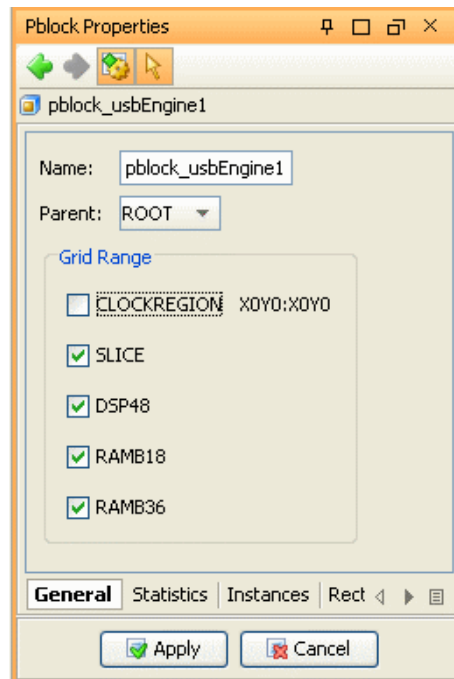 Pblock Properties
pblock_usbEngine1
Name: pblock_usbEngine1
Parent: ROOT
Grid Range
CLOCKREGION X0Y0:X0Y0
SLICE
DSP48
RAMB18
RAMB36
General Statistics Instances Rect
Apply Cancel